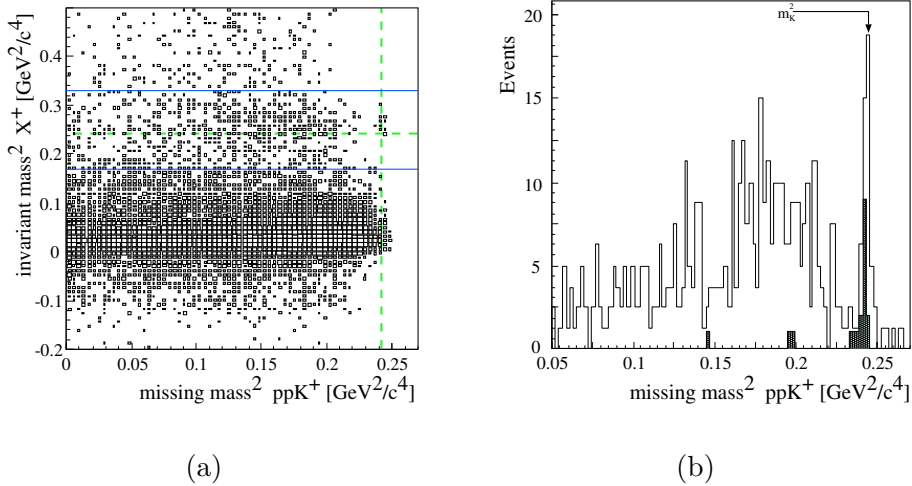 invariant mass² X⁺ [GeV²/c⁴]
0.4
0.3
0.2
0.1
0
-0.1
-0.2
0 0.05 0.1 0.15 0.2 0.25
missing mass² ppK⁺ [GeV²/c⁴]
(a)
Events
20
15
10
5
0
m²K
0.05 0.10 0.15 0.20 0.25
missing mass² ppK⁺ [GeV²/c⁴]
(b)